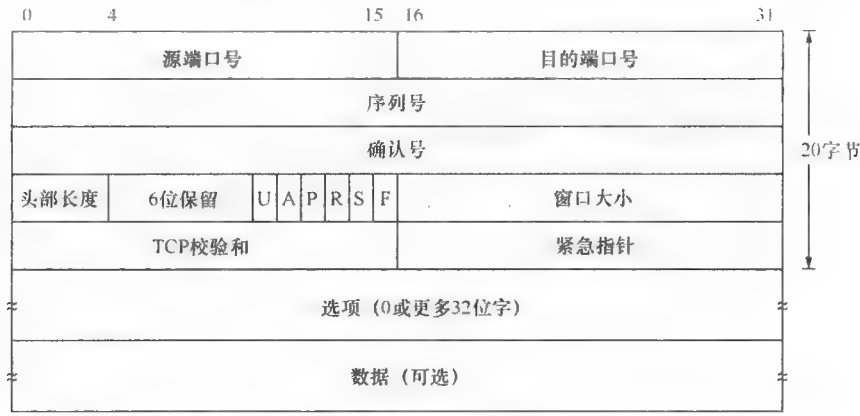 0 4 15 16 31
源端口号 目的端口号
序列号
确认号
20字节
头部长度 6位保留 U A P R S F 窗口大小
TCP校验和 紧急指针
选项（0或更多32位字）
数据（可选）